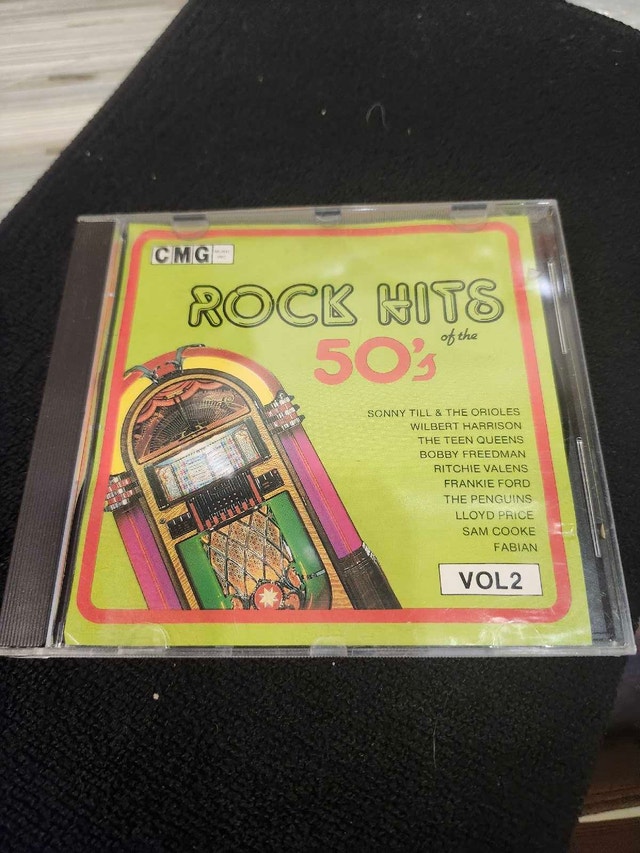 CMG
ROCK HITS
of the
50's
SONNY TILL & THE ORIOLES
WILBERT HARRISON
THE TEEN QUEENS
BOBBY FREEDMAN
RITCHIE VALENS
FRANKIE FORD
THE PENGUINS
LLOYD PRICE
SAM COOKE
FABIAN
VOL2